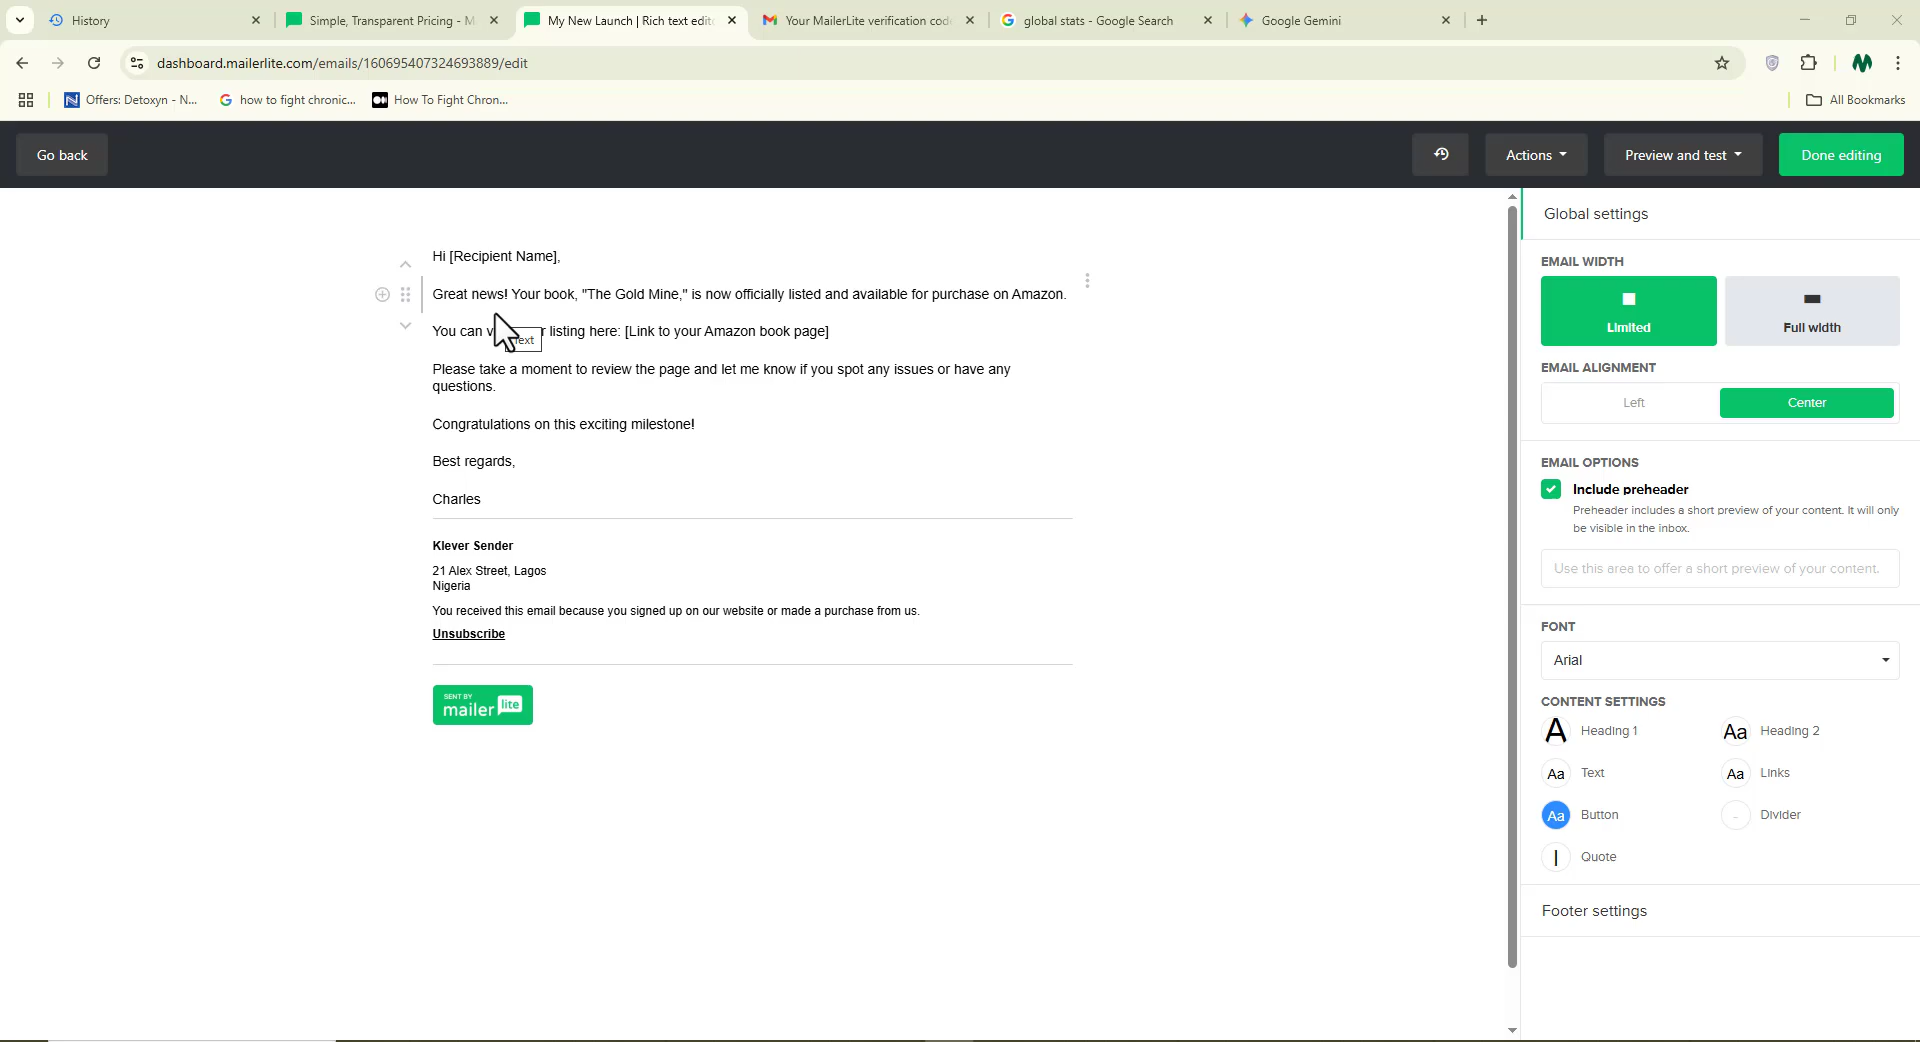 History
Simple, Transparent Pricing - M
My New Launch | Rich text edito
Your MailerLite verification code
global stats - Google Search
Google Gemini
dashboard.mailerlite.com/emails/160695407324693889/edit
Offers: Detoxyn - N...
how to fight chronic...
How To Fight Chron...
All Bookmarks
Go back
Actions
Preview and test
Done editing
Hi [Recipient Name],
Great news! Your book, "The Gold Mine," is now officially listed and available for purchase on Amazon.
You can v r listing here: [Link to your Amazon book page]
Text
Please take a moment to review the page and let me know if you spot any issues or have any
questions.
Congratulations on this exciting milestone!
Best regards,
Charles
Klever Sender
21 Alex Street, Lagos
Nigeria
You received this email because you signed up on our website or made a purchase from us.
Unsubscribe
SENT BY
mailer lite
Global settings
EMAIL WIDTH
Limited
Full width
EMAIL ALIGNMENT
Left
Center
EMAIL OPTIONS
Include preheader
Preheader includes a short preview of your content. It will only
be visible in the inbox.
Use this area to offer a short preview of your content.
FONT
Arial
CONTENT SETTINGS
A Heading 1
Aa Heading 2
Aa Text
Aa Links
Aa Button
Divider
Quote
Footer settings